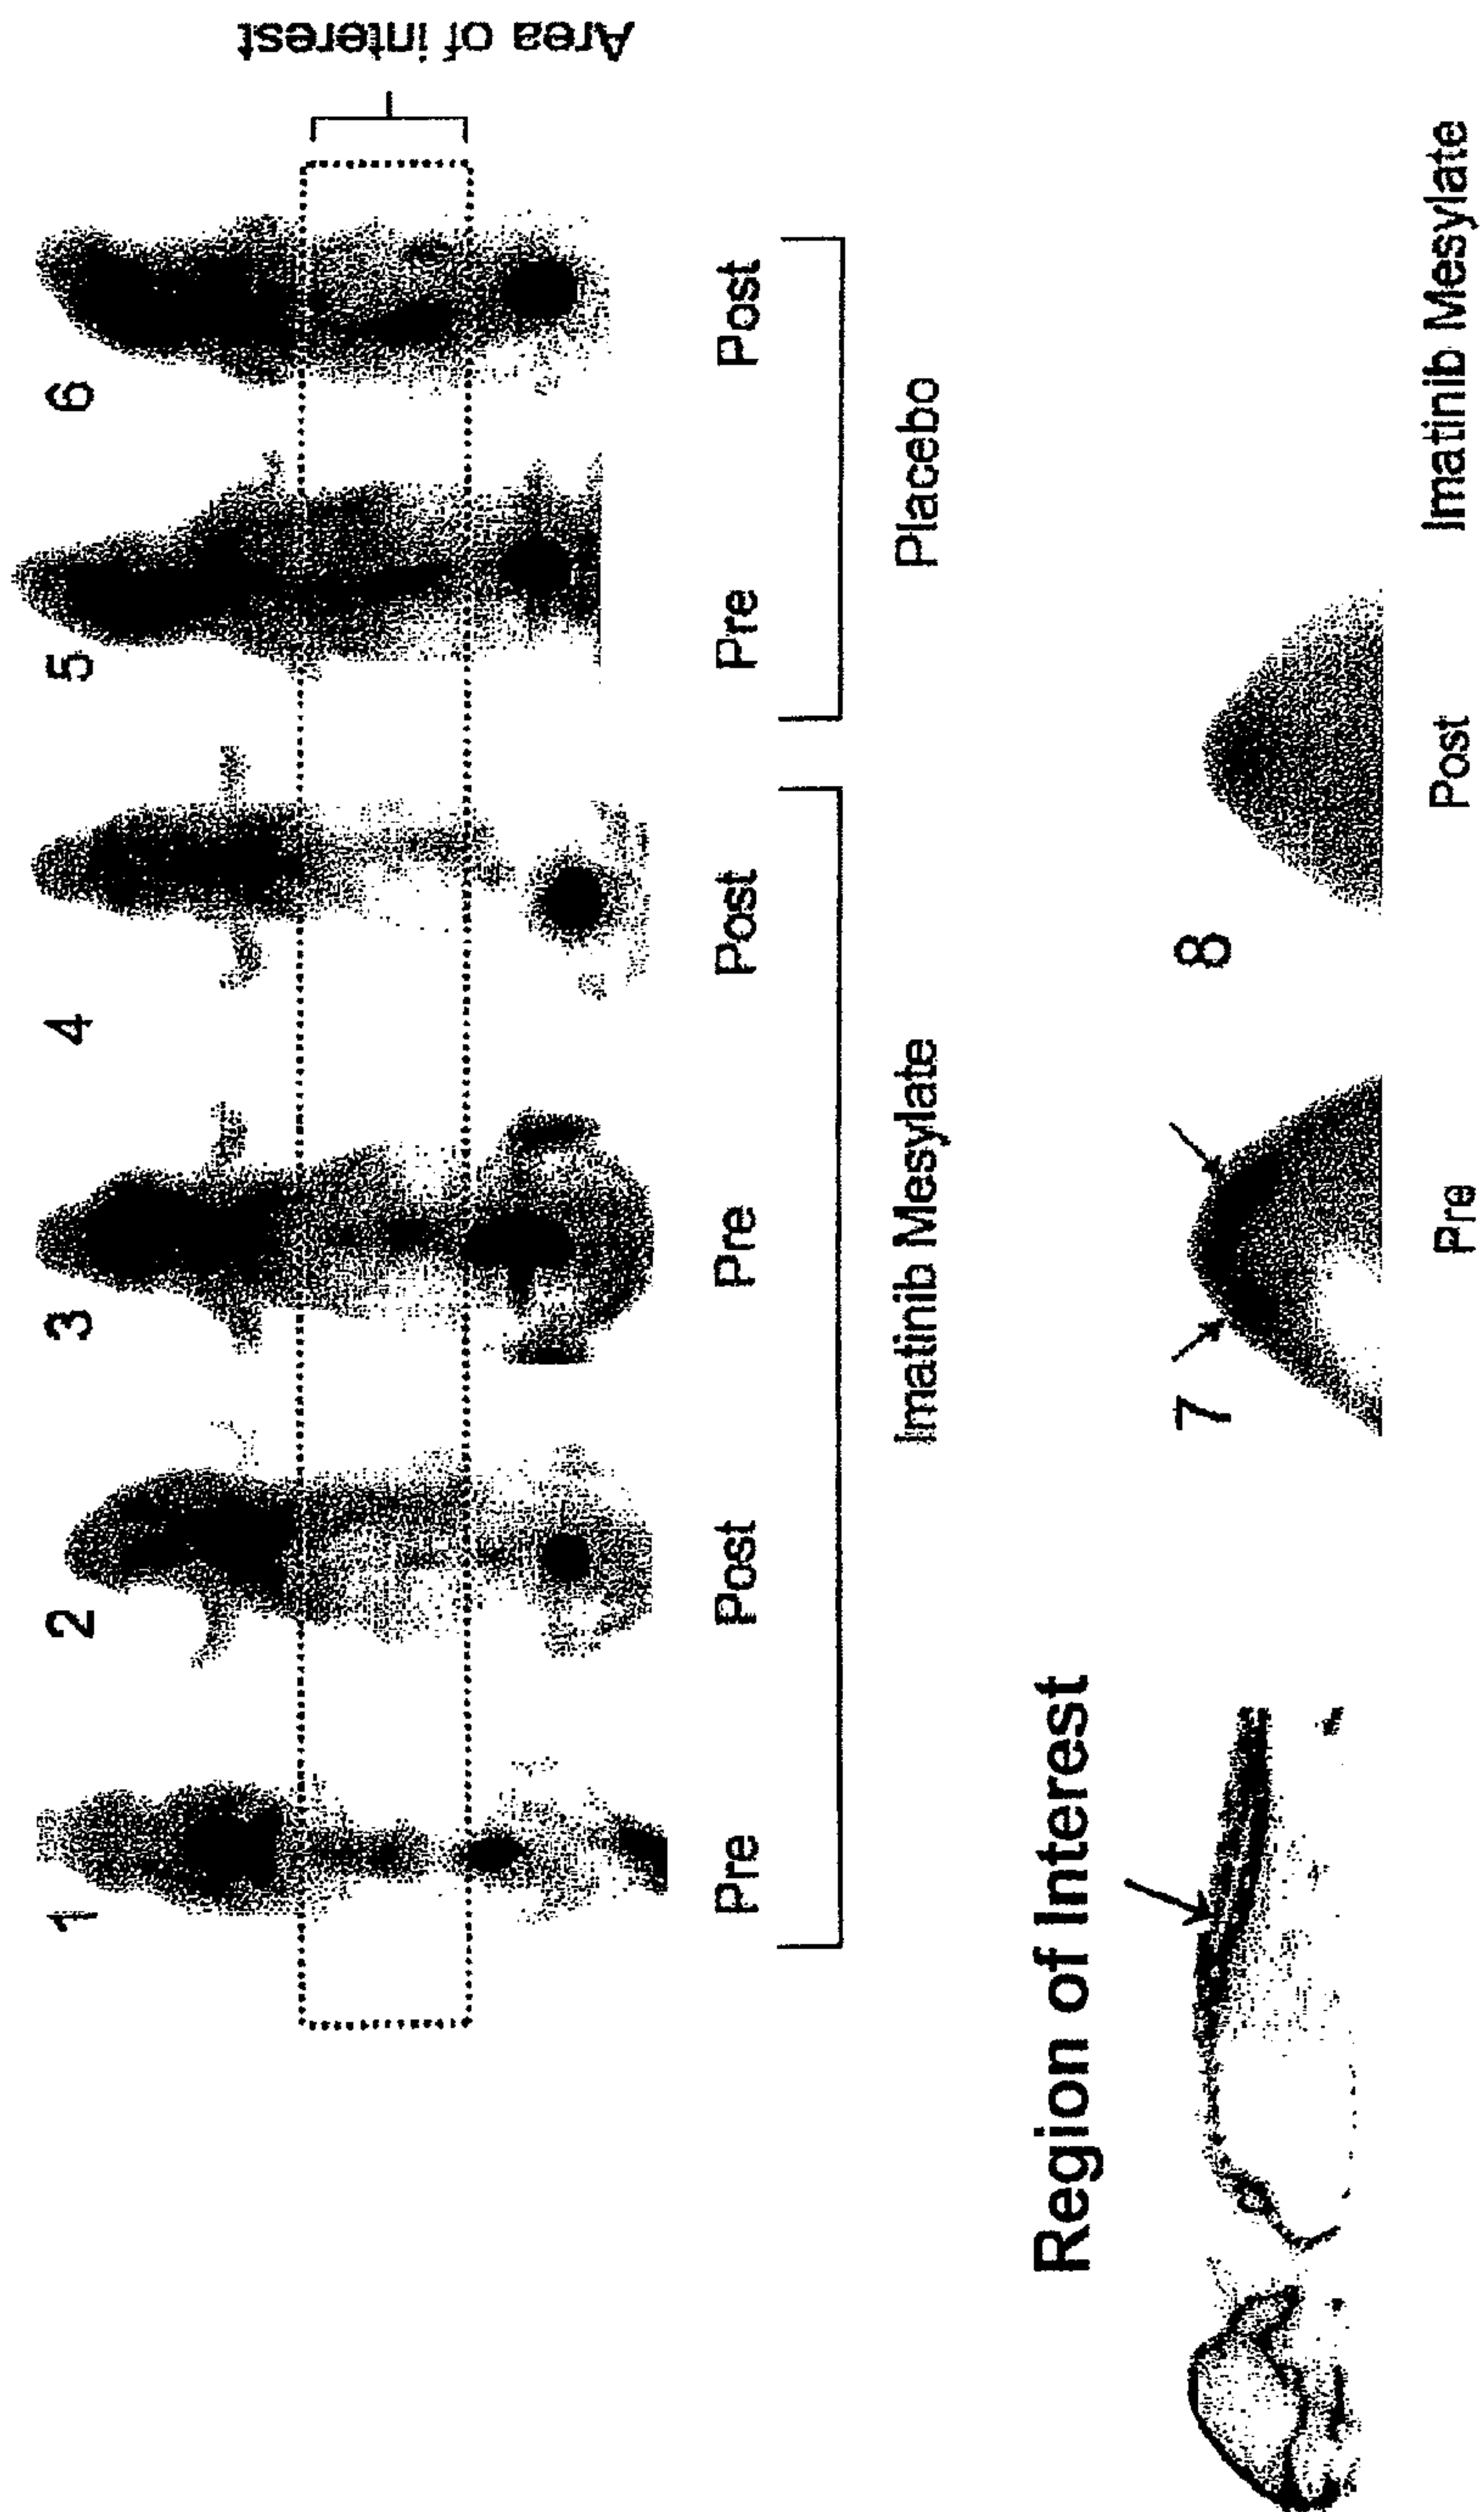 Area of interest
1
2
3
4
5
6
Pre
Post
Pre
Post
Pre
Post
Imatinib Mesylate
Placebo
Region of Interest
7
8
Pre
Post
Imatinib Mesylate